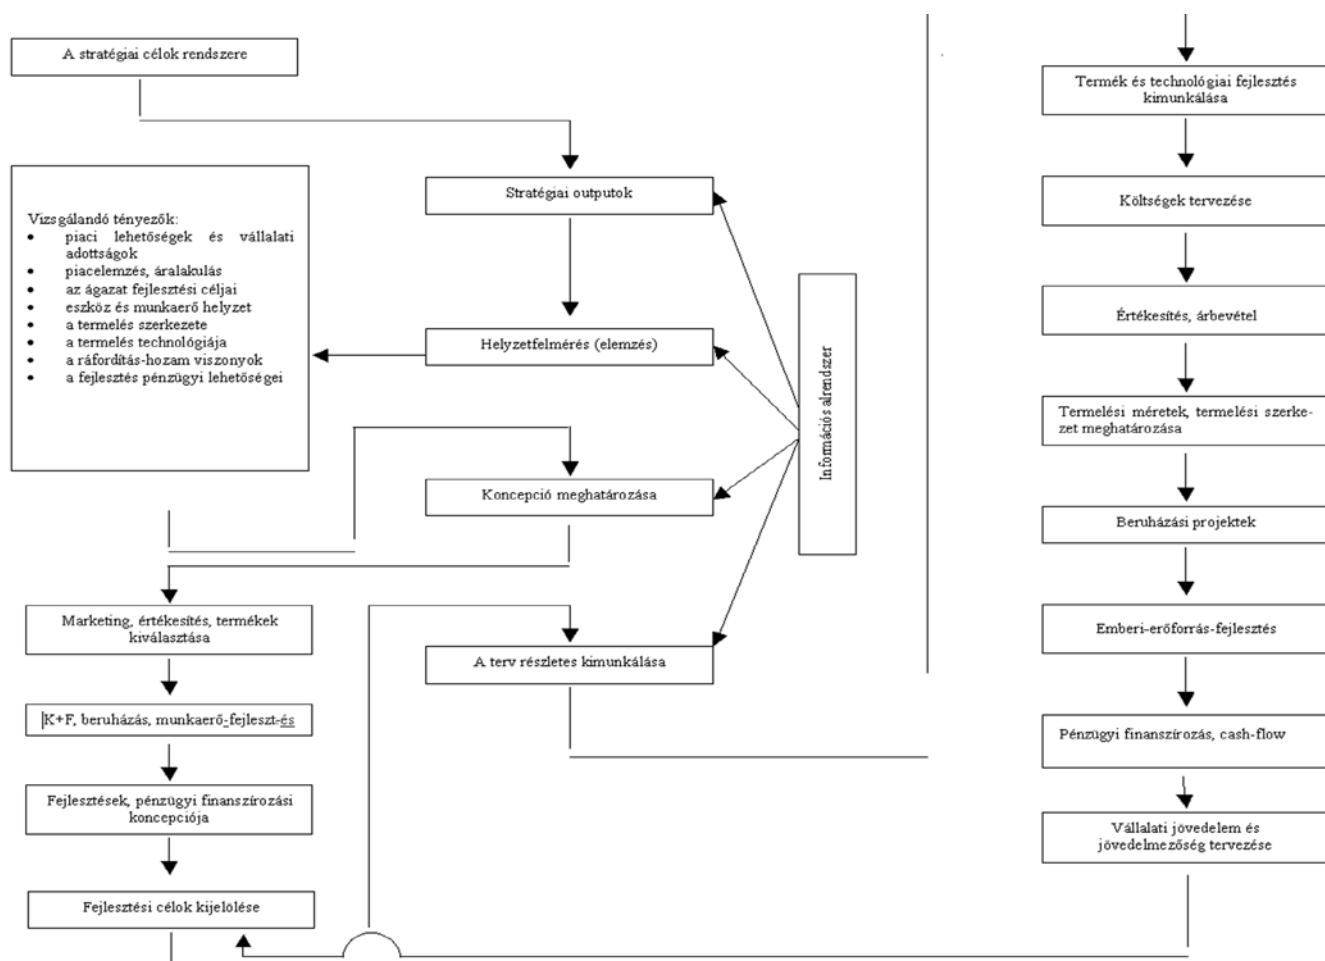 A stratégiai célok rendszere
Stratégiai outputok
Vizsgálandó tényezők:
• piaci lehetőségek és vállalati
adottságok
• piacelemzés, áralakulás
• az ágazat fejlesztési céljai
• eszköz és munkaerő helyzet
• a termelés szerkezete
• a termelés technológiája
• a ráfordítás-hozam viszonyok
• a fejlesztés pénzügyi lehetőségei
Helyzetfelmérés (elemzés)
Információs alrendszer
Koncepció meghatározása
Marketing, értékesítés, termékek
kiválasztása
A terv részletes kimunkálása
K+F, beruházás, munkaerő-fejleszt-és
Fejlesztések, pénzügyi finanszírozási
koncepciója
Fejlesztési célok kijelölése
Termék és technológiai fejlesztés
kimunkálása
Költségek tervezése
Értékesítés, árbevétel
Termelési méretek, termelési szerke-
zet meghatározása
Beruházási projektek
Emberi-erőforrás-fejlesztés
Pénzügyi finanszírozás, cash-flow
Vállalati jövedelem és
jövedelmezőség tervezése